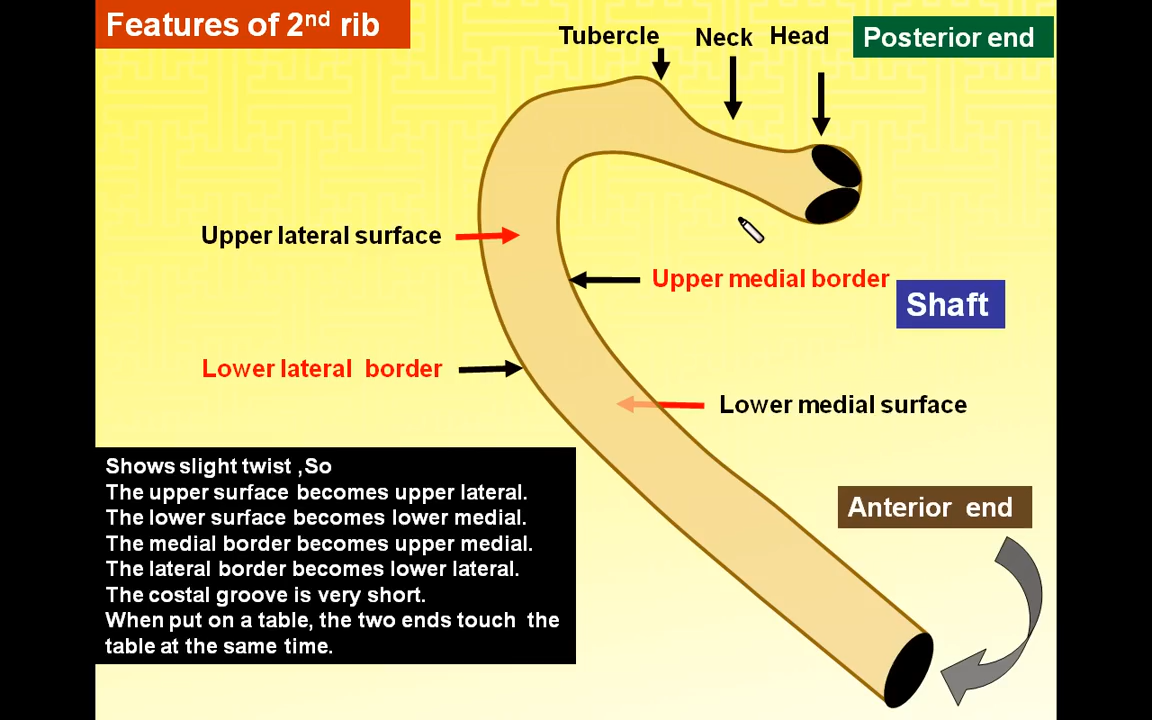 Features of 2nd rib
Tubercle
Neck
Head
Posterior end
Upper lateral surface
Upper medial border
Shaft
Lower lateral border
Lower medial surface
Shows slight twist ,So
The upper surface becomes upper lateral.
The lower surface becomes lower medial.
The medial border becomes upper medial.
The lateral border becomes lower lateral.
The costal groove is very short.
When put on a table, the two ends touch the
table at the same time.
Anterior end